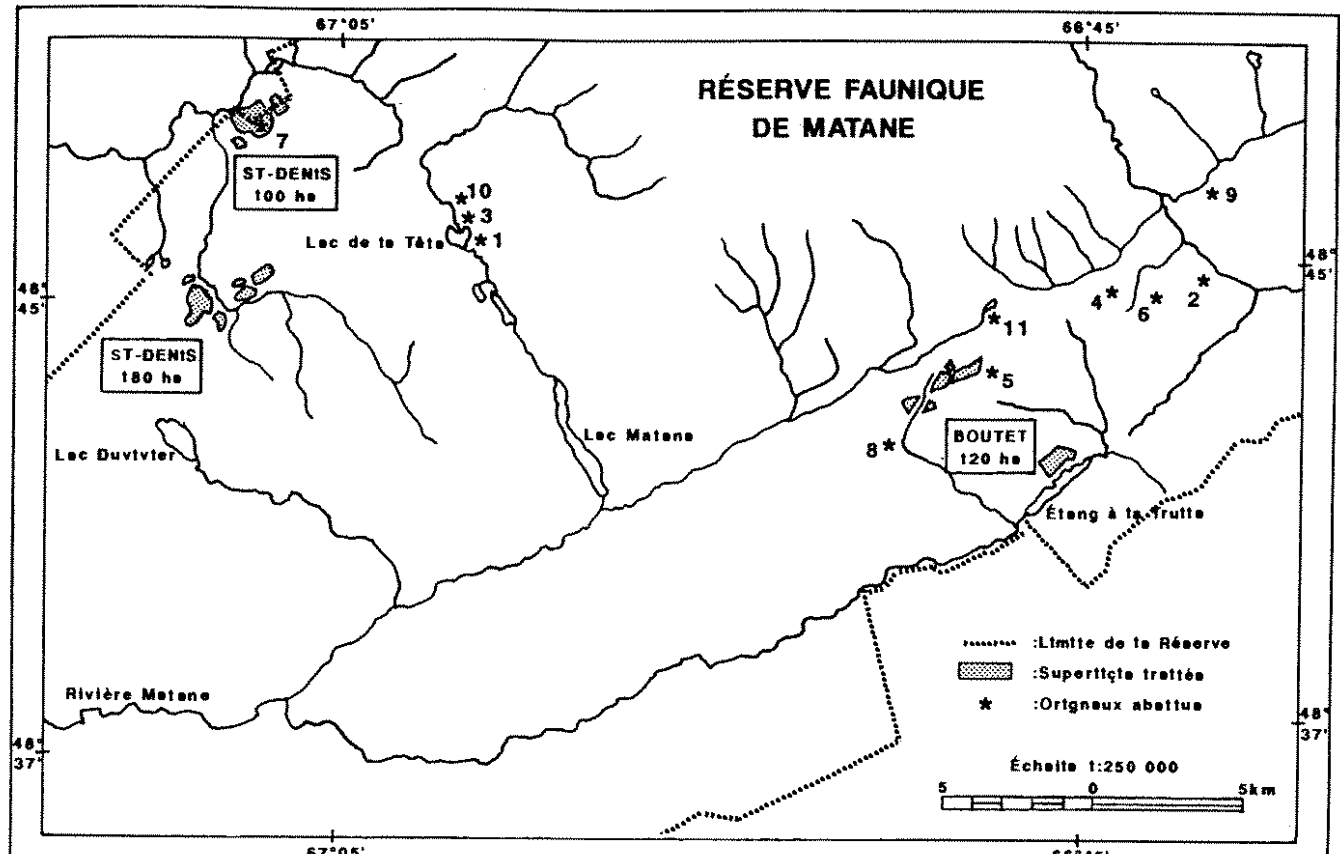 67°05'
66°45'
RÉSERVE FAUNIQUE
DE MATANE
7
ST-DENIS
100 ha
10
3
1
Lac de la Tête
9
48°
45'
48°
45'
4
6
2
11
ST-DENIS
180 ha
5
Lac Duvivier
Lac Matane
8
BOUTET
120 ha
Étang à la Truite
:Limite de la Réserve
:Superficie traitée
:Orignaux abattus
Rivière Matane
48°
37'
48°
37'
Échelle 1:250 000
5
0
5km
67°05'
66°45'